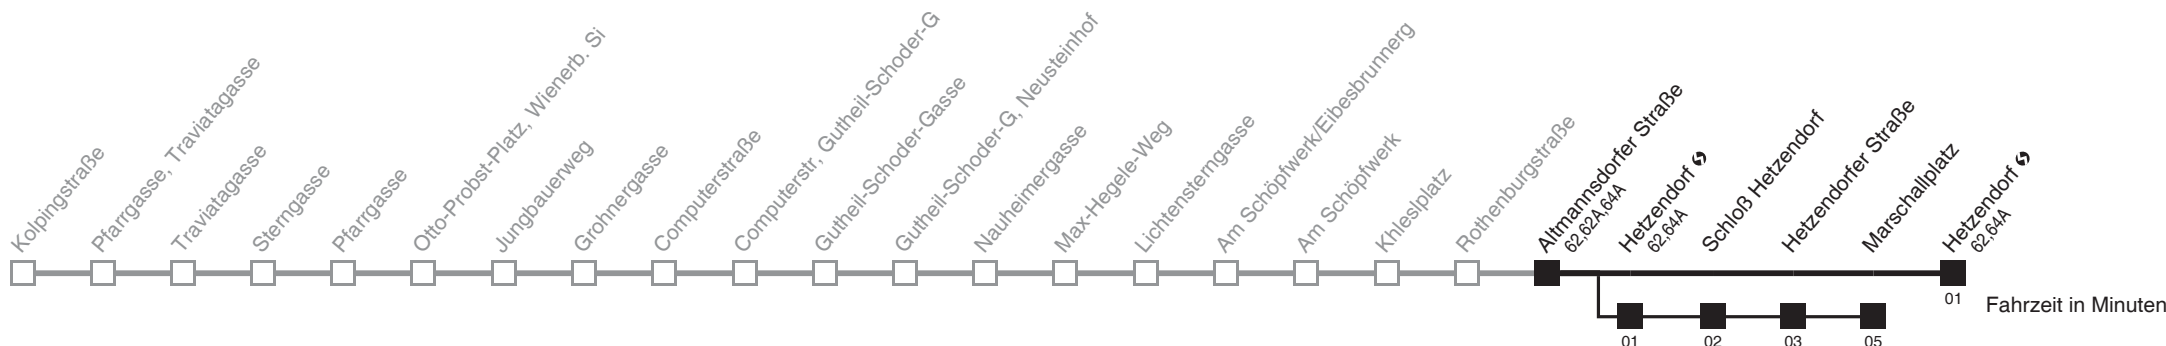 Kolpingstraße
Pfarrgasse, Traviatagasse
Traviatagasse
Sterngasse
Pfarrgasse
Otto-Probst-Platz, Wienerb. Si
Jungbauerweg
Grohnergasse
Computerstraße
Computerstr, Gutheil-Schoder-G
Gutheil-Schoder-Gasse
Gutheil-Schoder-G, Neusteinhof
Nauheimergasse
Max-Hegele-Weg
Lichtensterngasse
Am Schöpfwerk/Eibesbrunnerg
Am Schöpfwerk
Khleslplatz
Rothenburgstraße
Altmannsdorfer Straße
62,62A,64A
Hetzendorf
62,64A
Schloß Hetzendorf
Hetzendorfer Straße
Marschallplatz
Hetzendorf
62,64A
01
Fahrzeit in Minuten
01
02
03
05